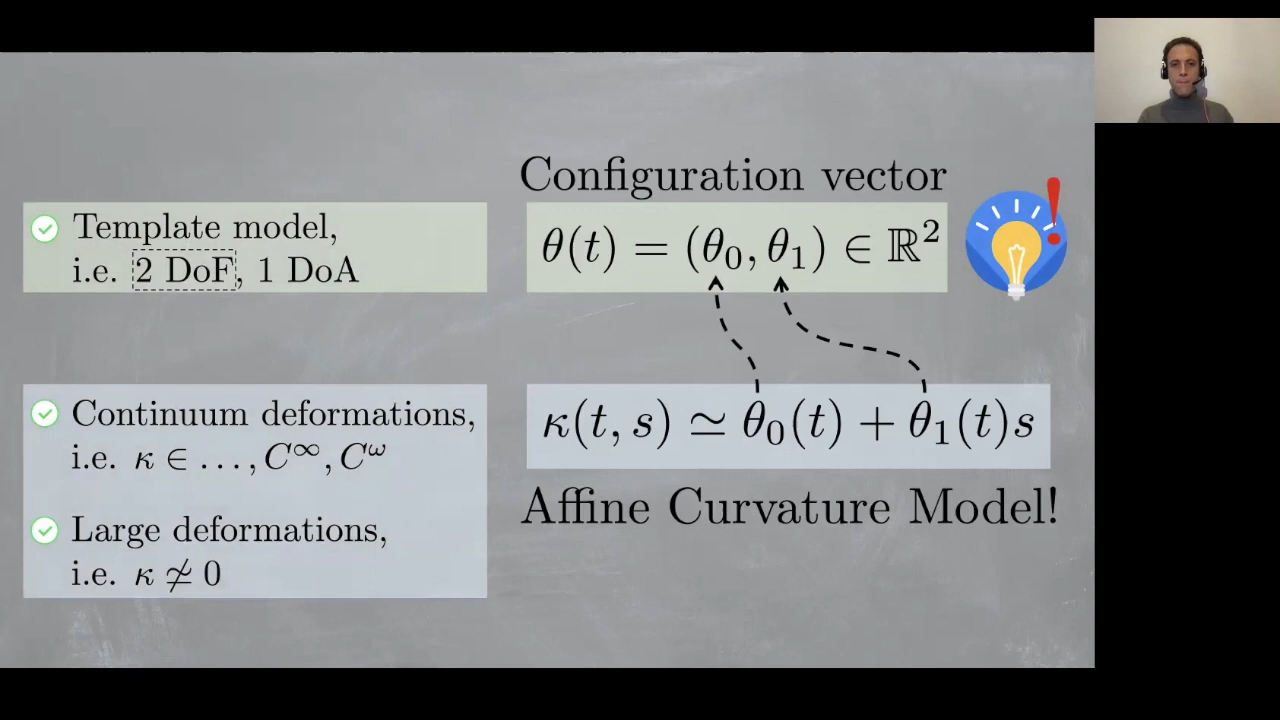 Template model,
i.e. 2 DoF, 1 DoA
Configuration vector
θ(t) = (θ₀, θ₁) ∈ ℝ²
Continuum deformations,
i.e. κ ∈ ..., C^∞, C^ω
Large deformations,
i.e. κ ≄ 0
κ(t, s) ≃ θ₀(t) + θ₁(t)s
Affine Curvature Model!